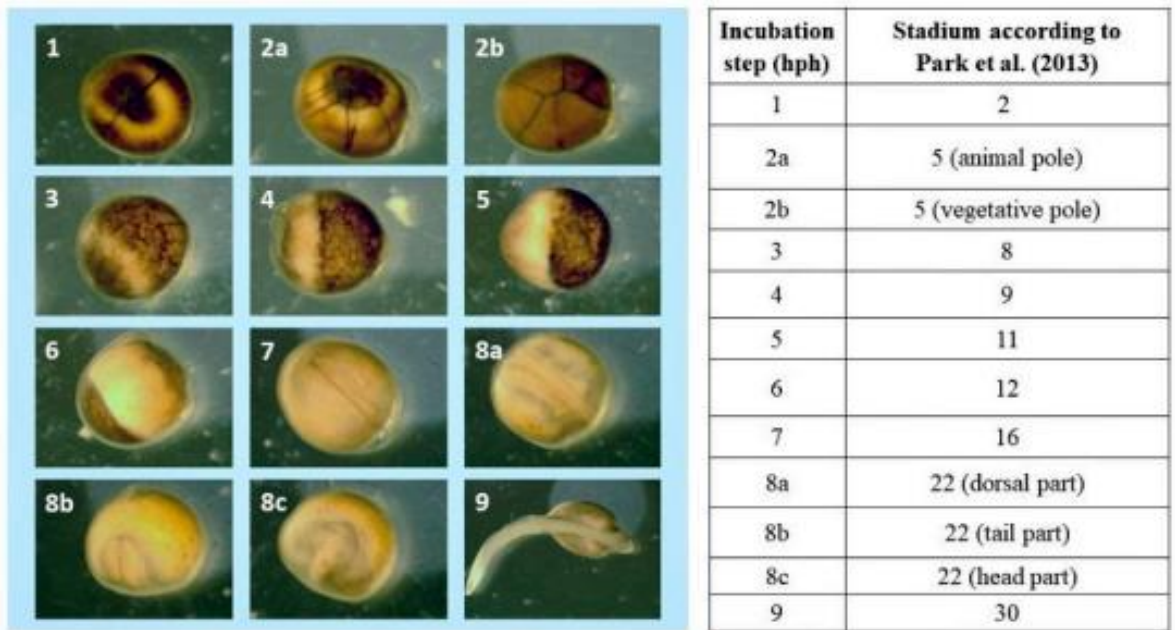 1
2a
2b
3
4
5
6
7
8a
8b
8c
9
Incubation step (hph) Stadium according to Park et al. (2013)
1 2
2a 5 (animal pole)
2b 5 (vegetative pole)
3 8
4 9
5 11
6 12
7 16
8a 22 (dorsal part)
8b 22 (tail part)
8c 22 (head part)
9 30